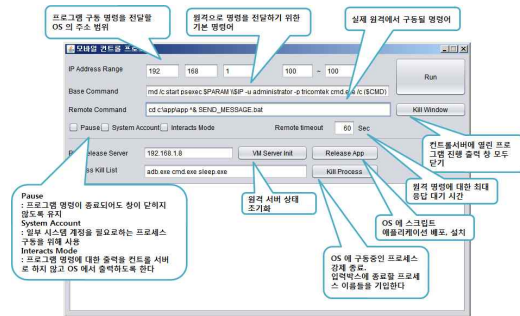 프로그램 구동 명령을 전달할
OS 의 주소 범위
원격으로 명령을 전달하기 위한
기본 명령어
실제 원격에서 구동될 명령어
모바일 컨트롤 프로
IP Address Range
192
168
1
100
- 100
Run
Base Command
md /c start psexec $PARAM \\$IP -u administrator -p tricomtek cmd.exe /c ($CMD)
Remote Command
cd c:\app\app ^& SEND_MESSAGE.bat
Kill Window
Pause
System Account
Interacts Mode
Remote timeout
60
Sec
컨트롤서버에 열린 프로
그램 진행 출력 창 모두
닫기
elease Server
192.168.1.8
VM Server Init
Release App
ss Kill List
adb.exe cmd.exe sleep.exe
Kill Process
원격 명령에 대한 최대
응답 대기 시간
Pause
: 프로그램 명령이 종료되어도 창이 닫히지
않도록 유지
System Account
: 일부 시스템 계정을 필요로하는 프로세스
구동을 위해 사용
Interacts Mode
: 프로그램 명령에 대한 출력을 컨트롤 서버
로 하지 않고 OS 에서 출력하도록 한다
원격 서버 상태
초기화
OS 에 스크립트
애플리케이션 배포, 설치
OS 에 구동중인 프로세스
강제 종료.
입력박스에 종료할 프로세
스 이름들을 기입한다